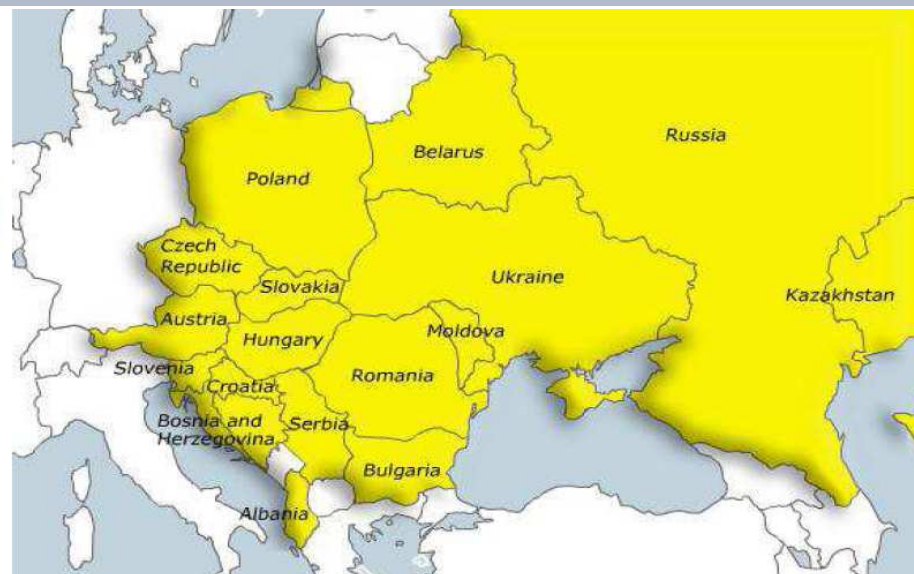 Russia
Belarus
Poland
Czech
Republic
Ukraine
Slovakia
Kazakhstan
Austria
Moldova
Hungary
Slovenia
Romania
Croatia
Bosnia and
Herzegovina
Serbia
Bulgaria
Albania